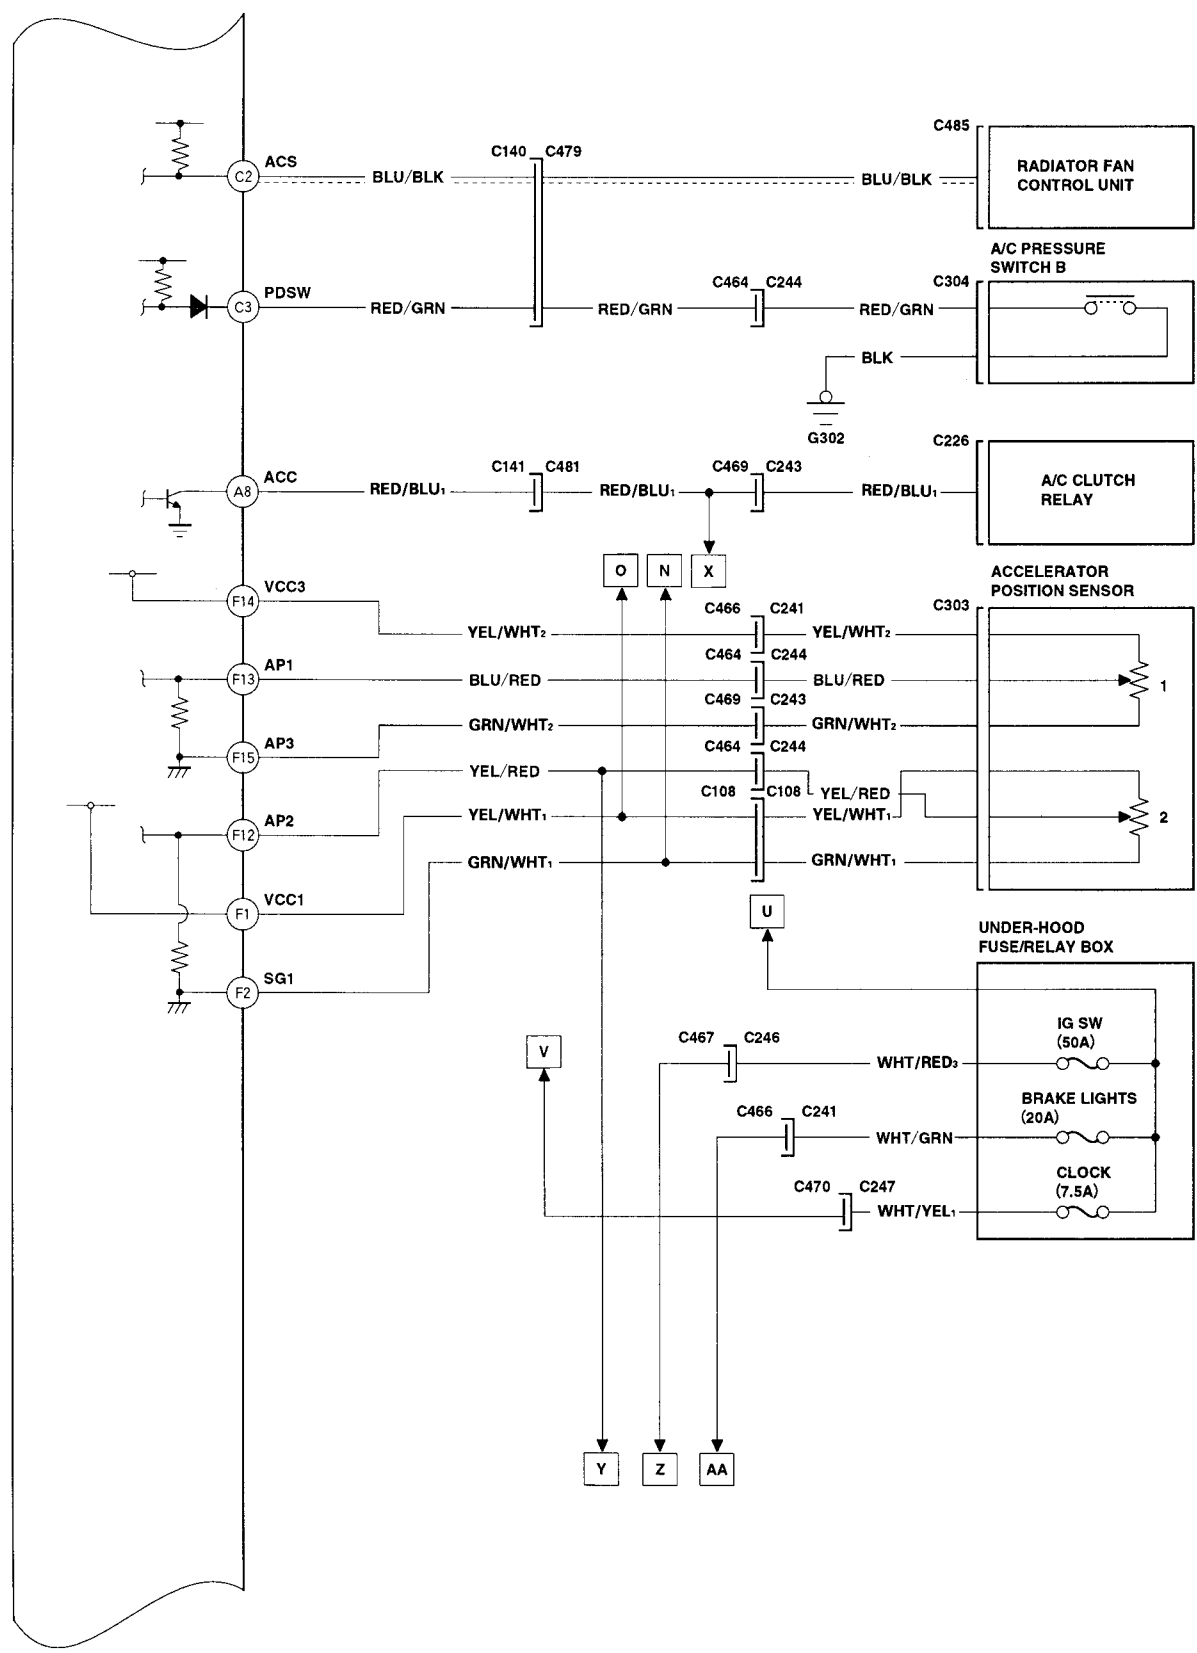 C485
RADIATOR FAN
CONTROL UNIT
C140 C479
ACS
C2
BLU/BLK
BLU/BLK
A/C PRESSURE
SWITCH B
C464 C244
C304
PDSW
C3
RED/GRN
RED/GRN
RED/GRN
BLK
G302
C226
C141 C481
C469 C243
ACC
A8
RED/BLU1
RED/BLU1
RED/BLU1
A/C CLUTCH
RELAY
O
N
X
ACCELERATOR
POSITION SENSOR
VCC3
F14
C466 C241
C303
YEL/WHT2
YEL/WHT2
C464 C244
AP1
F13
BLU/RED
BLU/RED
1
C469 C243
GRN/WHT2
GRN/WHT2
AP3
F15
C464 C244
YEL/RED
C108 C108
YEL/RED
YEL/WHT1
YEL/WHT1
2
AP2
F12
GRN/WHT1
GRN/WHT1
VCC1
F1
U
UNDER-HOOD
FUSE/RELAY BOX
SG1
F2
IG SW
(50A)
C467 C246
V
WHT/RED3
BRAKE LIGHTS
(20A)
C466 C241
WHT/GRN
CLOCK
(7.5A)
C470 C247
WHT/YEL1
Y
Z
AA